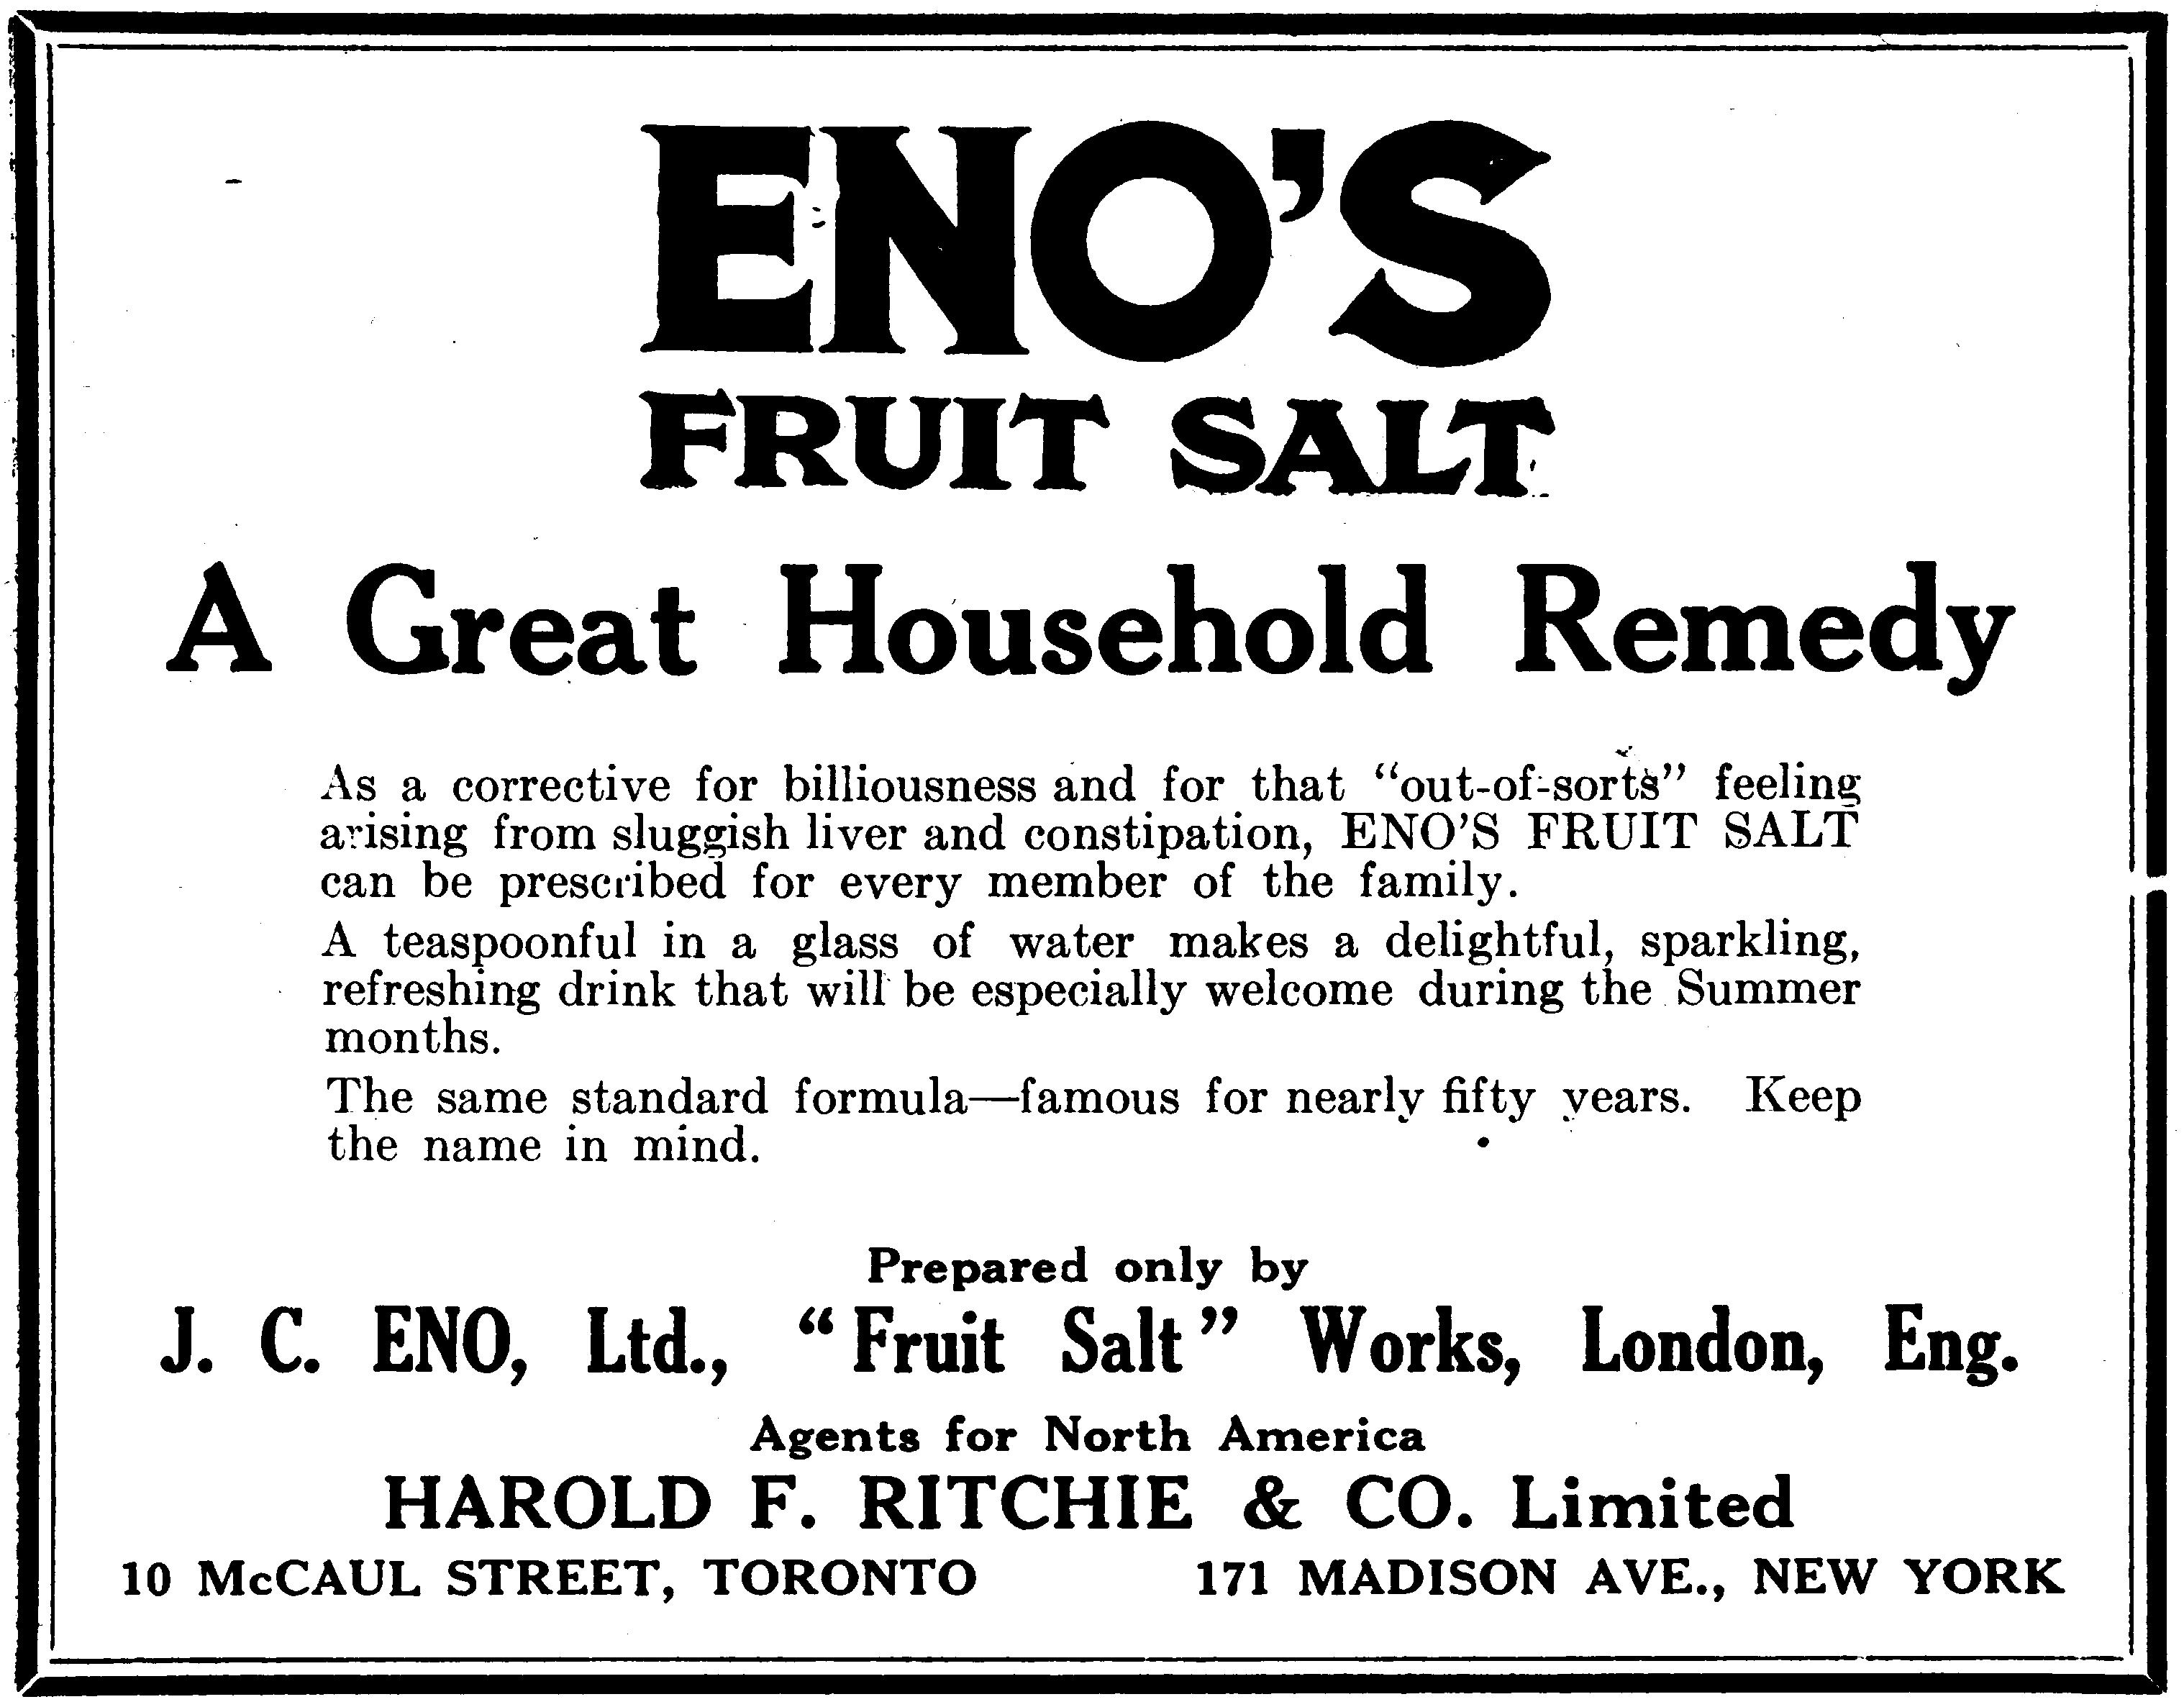 ENO'S
FRUIT SALT
A Great Household Remedy
As a corrective for billiousness and for that “out-of-sorts” feeling
arising from sluggish liver and constipation, ENO'S FRUIT SALT
can be prescribed for every member of the family.
A teaspoonful in a glass of water makes a delightful, sparkling,
refreshing drink that will be especially welcome during the Summer
months.
The same standard formula—famous for nearly fifty years. Keep
the name in mind.
Prepared only by
J. C. ENO, Ltd., “Fruit Salt” Works, London, Eng.
Agents for North America
HAROLD F. RITCHIE & CO. Limited
10 McCAUL STREET, TORONTO 171 MADISON AVE., NEW YORK